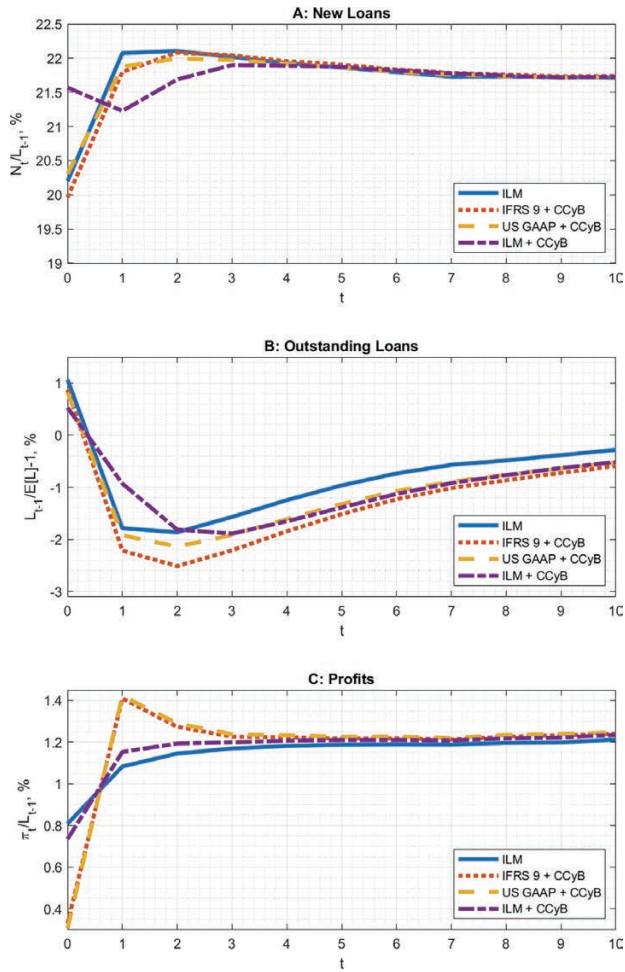 A: New Loans
22.5
22
21.5
21
20.5
20
19.5
19
N_t/L_{t-1}, %
0 1 2 3 4 5 6 7 8 9 10
t
ILM
IFRS 9 + CCyB
US GAAP + CCyB
ILM + CCyB
B: Outstanding Loans
1
0
-1
-2
-3
L_{t-1}/E[L]-1, %
0 1 2 3 4 5 6 7 8 9 10
t
ILM
IFRS 9 + CCyB
US GAAP + CCyB
ILM + CCyB
C: Profits
1.4
1.2
1
0.8
0.6
0.4
π_t/L_{t-1}, %
0 1 2 3 4 5 6 7 8 9 10
t
ILM
IFRS 9 + CCyB
US GAAP + CCyB
ILM + CCyB